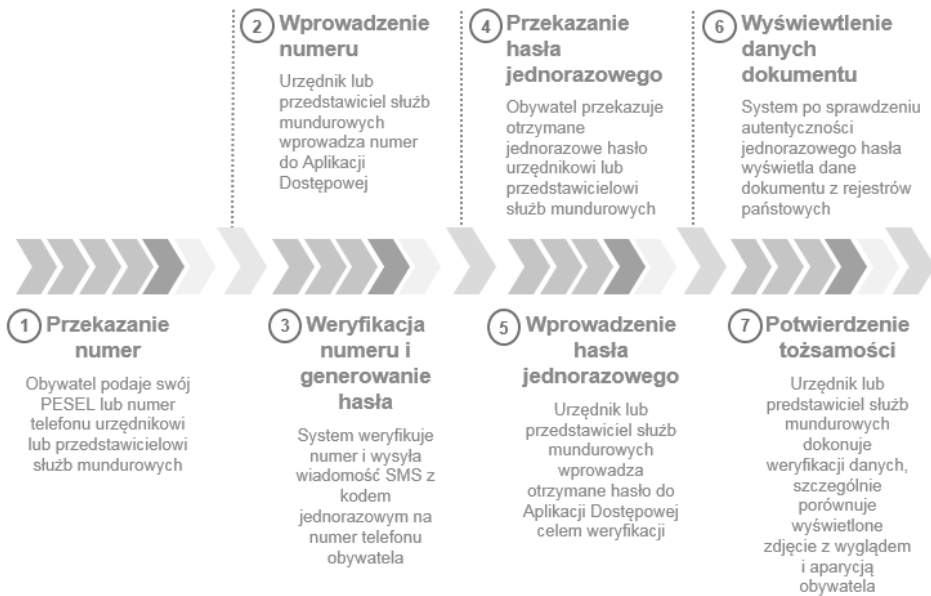 1 Przekazanie
numer
Obywatel podaje swój
PESEL lub numer
telefonu urzędnikowi
lub przedstawicielowi
służb mundurowych
2 Wprowadzenie
numeru
Urzędnik lub
przedstawiciel służb
mundurowych
wprowadza numer
do Aplikacji
Dostępowej
3 Weryfikacja
numeru i
generowanie
hasła
System weryfikuje
numer i wysyła
wiadomość SMS z
kodem
jednorazowym na
numer telefonu
obywatela
4 Przekazanie
hasła
jednorazowego
Obywatel przekazuje
otrzymane
jednorazowe hasło
urzędnikowi lub
przedstawicielowi
służb mundurowych
5 Wprowadzenie
hasła
jednorazowego
Urzędnik lub
przedstawiciel służb
mundurowych
wprowadza
otrzymane hasło do
Aplikacji Dostępowej
celem weryfikacji
6 Wyświewtlenie
danych
dokumentu
System po sprawdzeniu
autentyczności
jednorazowego hasła
wyświetla dane
dokumentu z rejestrów
państowych
7 Potwierdzenie
tożsamości
Urzędnik lub
predstawiciel służb
mundurowych
dokonuje
weryfikacji danych,
szczególnie
porównuje
wyświetlone
zdjęcie z wyglądem
i aparycją
obywatela